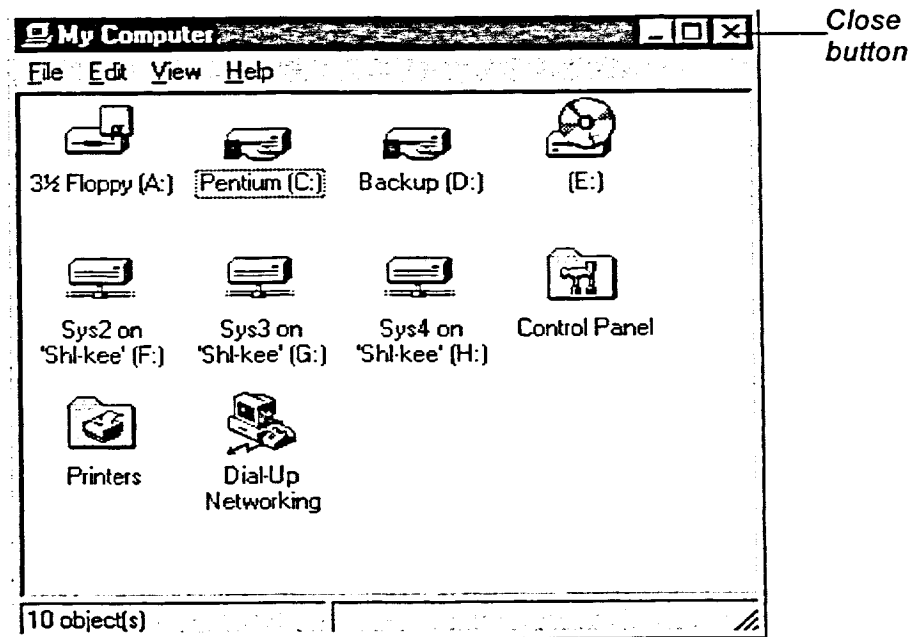 My Computer
Close
button
File Edit View Help
3½ Floppy (A:) Pentium (C:) Backup (D:) (E:)
Sys2 on Sys3 on Sys4 on Control Panel
'Shl-kee' (F:) 'Shl-kee' (G:) 'Shl-kee' (H:)
Printers Dial-Up
Networking
10 object(s)